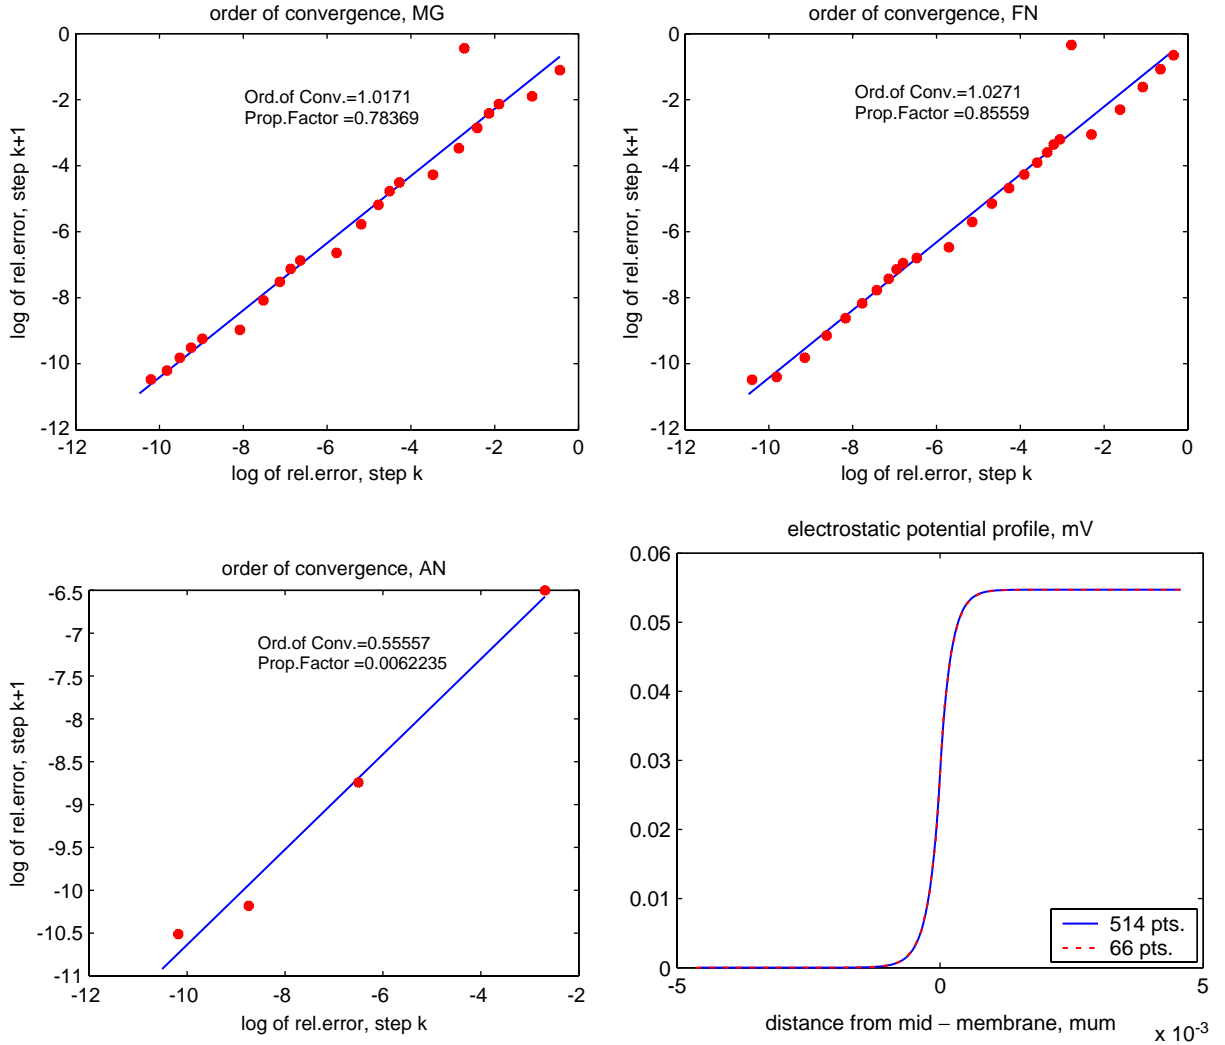 order of convergence, MG
0
-2
-4
-6
-8
-10
-12
log of rel.error, step k+1
Ord.of Conv.=1.0171
Prop.Factor =0.78369
-12
-10
-8
-6
-4
-2
0
log of rel.error, step k
order of convergence, FN
0
-2
-4
-6
-8
-10
-12
log of rel.error, step k+1
Ord.of Conv.=1.0271
Prop.Factor =0.85559
-12
-10
-8
-6
-4
-2
0
log of rel.error, step k
order of convergence, AN
-6.5
-7
-7.5
-8
-8.5
-9
-9.5
-10
-10.5
-11
log of rel.error, step k+1
Ord.of Conv.=0.55557
Prop.Factor =0.0062235
-12
-10
-8
-6
-4
-2
log of rel.error, step k
electrostatic potential profile, mV
0.06
0.05
0.04
0.03
0.02
0.01
0
514 pts.
66 pts.
-5
0
5
distance from mid − membrane, mum
x 10-3